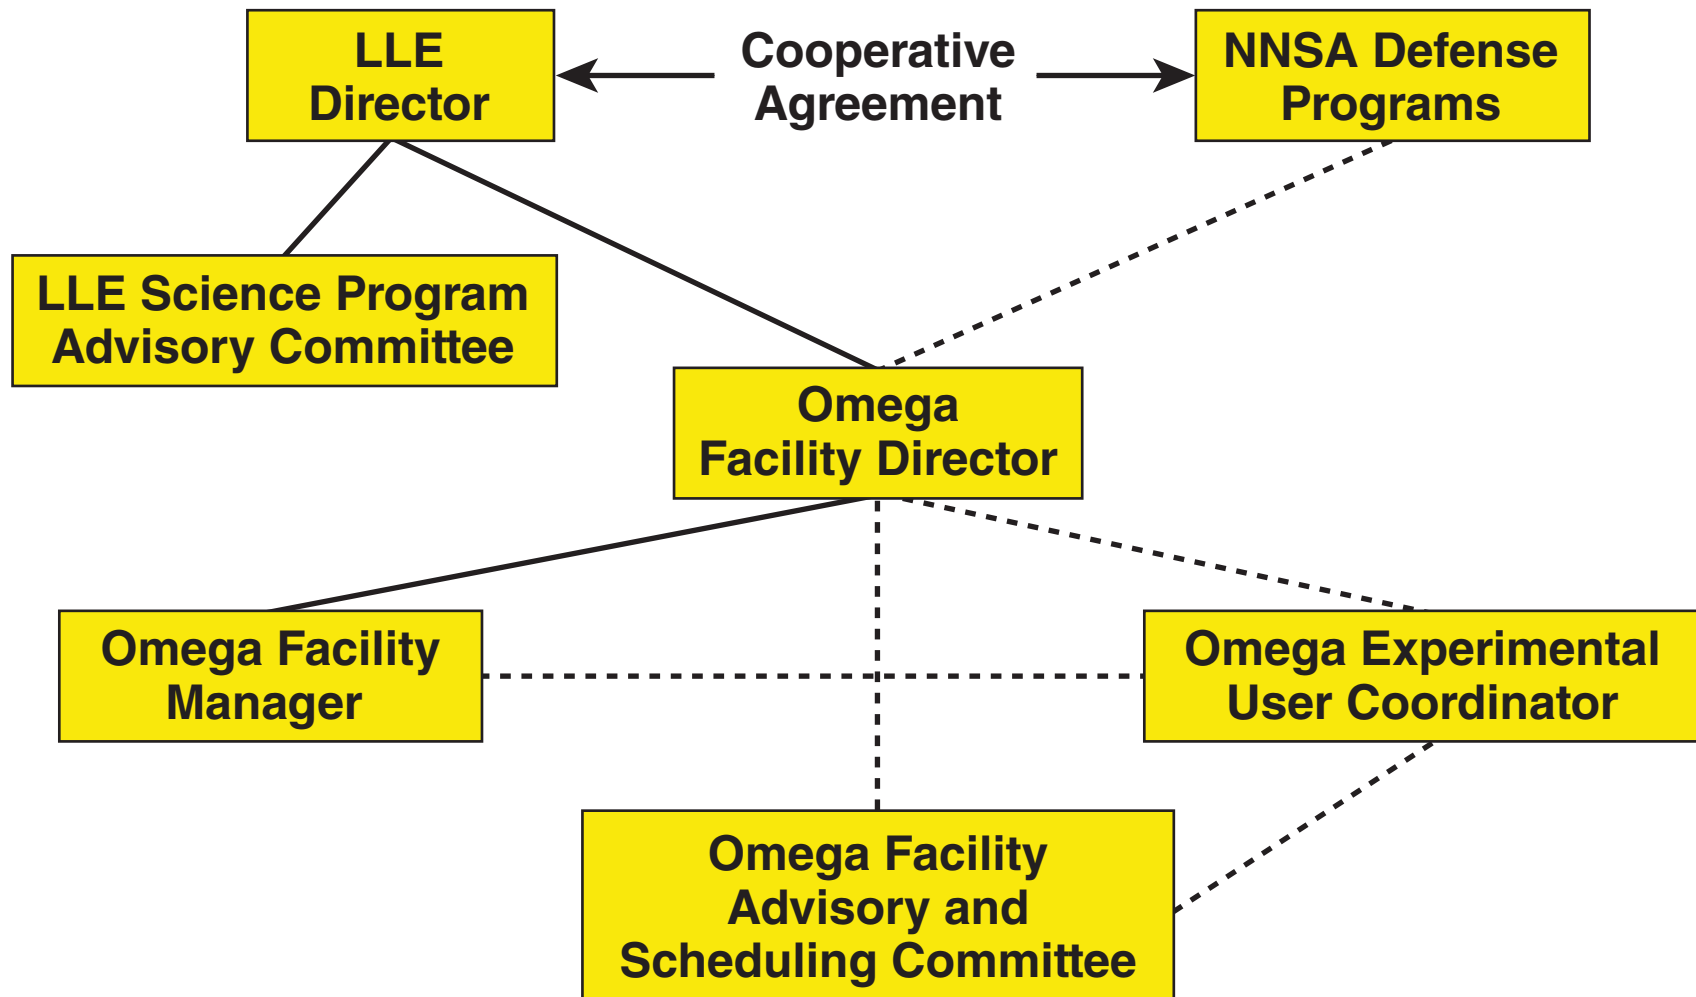 LLE
Director
Cooperative
Agreement
NNSA Defense
Programs
LLE Science Program
Advisory Committee
Omega
Facility Director
Omega Facility
Manager
Omega Experimental
User Coordinator
Omega Facility
Advisory and
Scheduling Committee